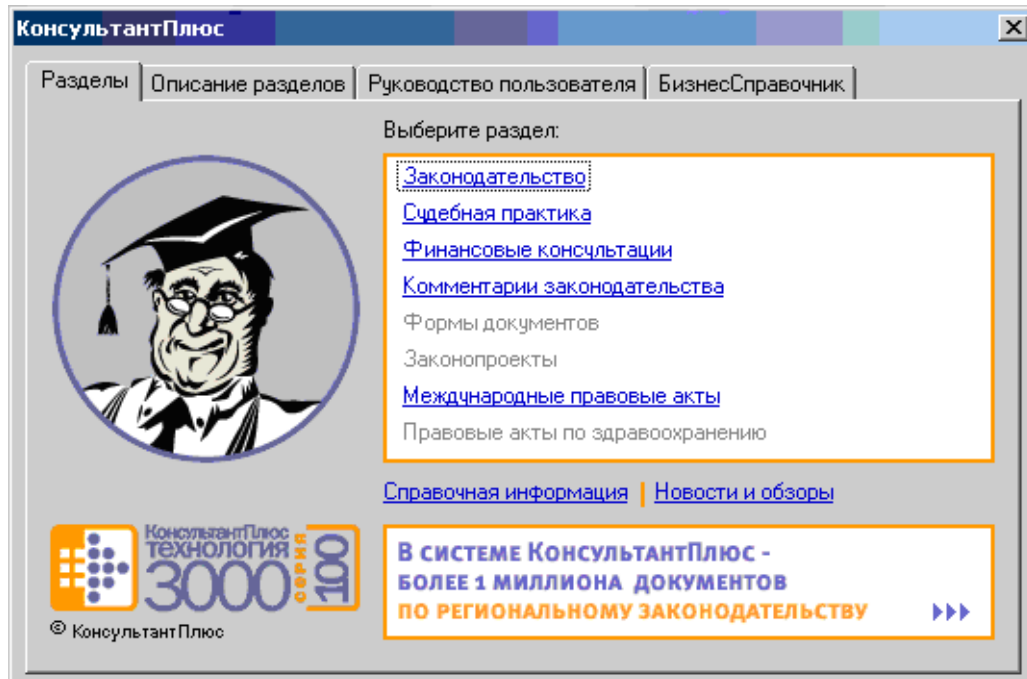 КонсультантПлюс
Разделы Описание разделов Руководство пользователя БизнесСправочник
Выберите раздел:
Законодательство
Судебная практика
Финансовые консультации
Комментарии законодательства
Формы документов
Законопроекты
Международные правовые акты
Правовые акты по здравоохранению
Справочная информация | Новости и обзоры
КонсультантПлюс
ТЕХНОЛОГИЯ
3000
серия
100
© КонсультантПлюс
В СИСТЕМЕ КОНСУЛЬТАНТПЛЮС -
БОЛЕЕ 1 МИЛЛИОНА ДОКУМЕНТОВ
ПО РЕГИОНАЛЬНОМУ ЗАКОНОДАТЕЛЬСТВУ